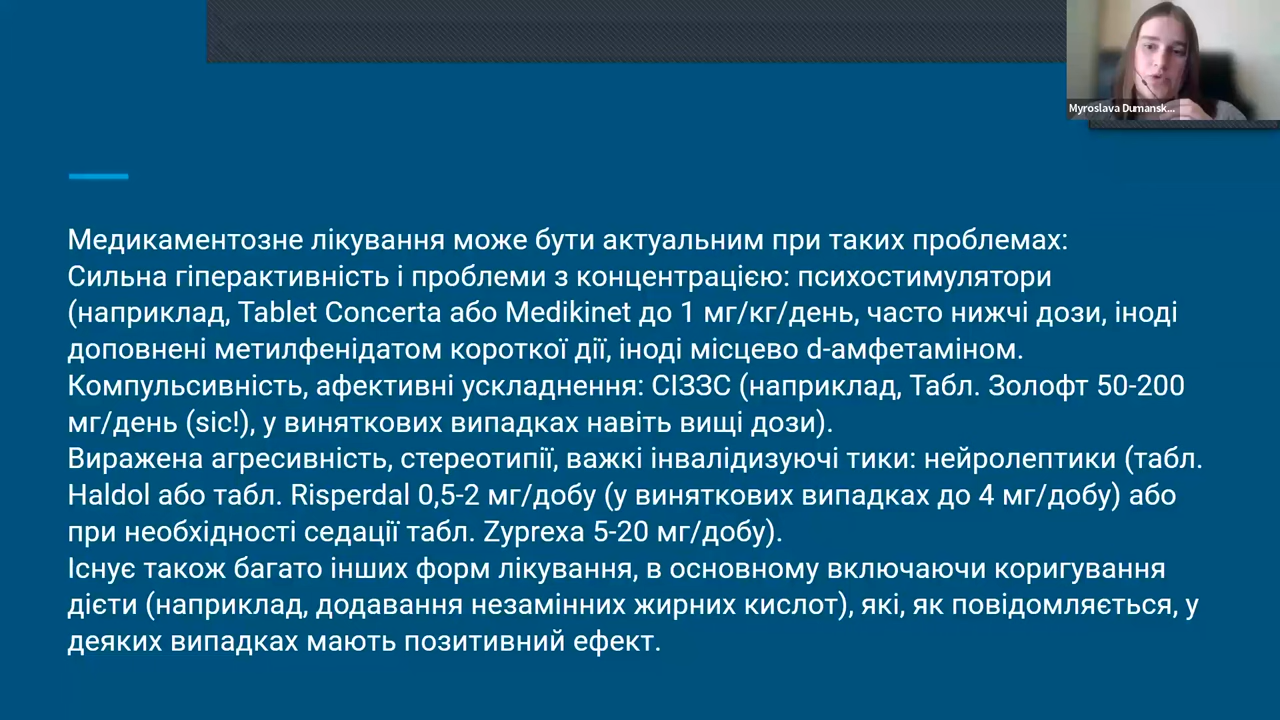 Myroslava Dumansk...
Медикаментозне лікування може бути актуальним при таких проблемах:
Сильна гіперактивність і проблеми з концентрацією: психостимулятори
(наприклад, Tablet Concerta або Medikinet до 1 мг/кг/день, часто нижчі дози, іноді
доповнені метилфенідатом короткої дії, іноді місцево d-амфетаміном.
Компульсивність, афективні ускладнення: СІЗЗС (наприклад, Табл. Золофт 50-200
мг/день (sic!), у виняткових випадках навіть вищі дози).
Виражена агресивність, стереотипії, важкі інвалідизуючі тики: нейролептики (табл.
Haldol або табл. Risperdal 0,5-2 мг/добу (у виняткових випадках до 4 мг/добу) або
при необхідності седації табл. Zyprexa 5-20 мг/добу).
Існує також багато інших форм лікування, в основному включаючи коригування
дієти (наприклад, додавання незамінних жирних кислот), які, як повідомляється, у
деяких випадках мають позитивний ефект.